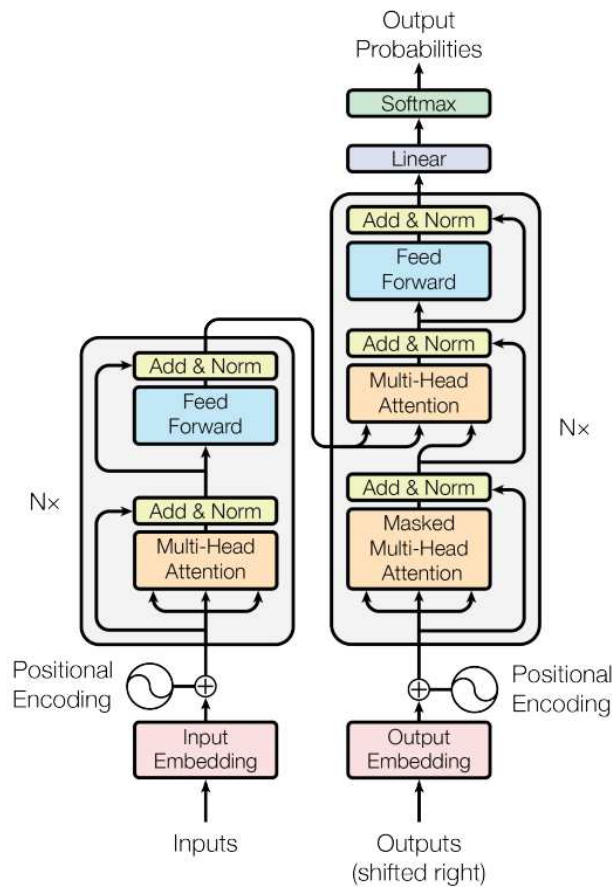 Output
Probabilities
Softmax
Linear
Add & Norm
Feed
Forward
Add & Norm
Multi-Head
Attention
Add & Norm
Masked
Multi-Head
Attention
Nx
Add & Norm
Feed
Forward
Add & Norm
Multi-Head
Attention
Nx
Positional
Encoding
Positional
Encoding
Input
Embedding
Output
Embedding
Inputs
Outputs
(shifted right)